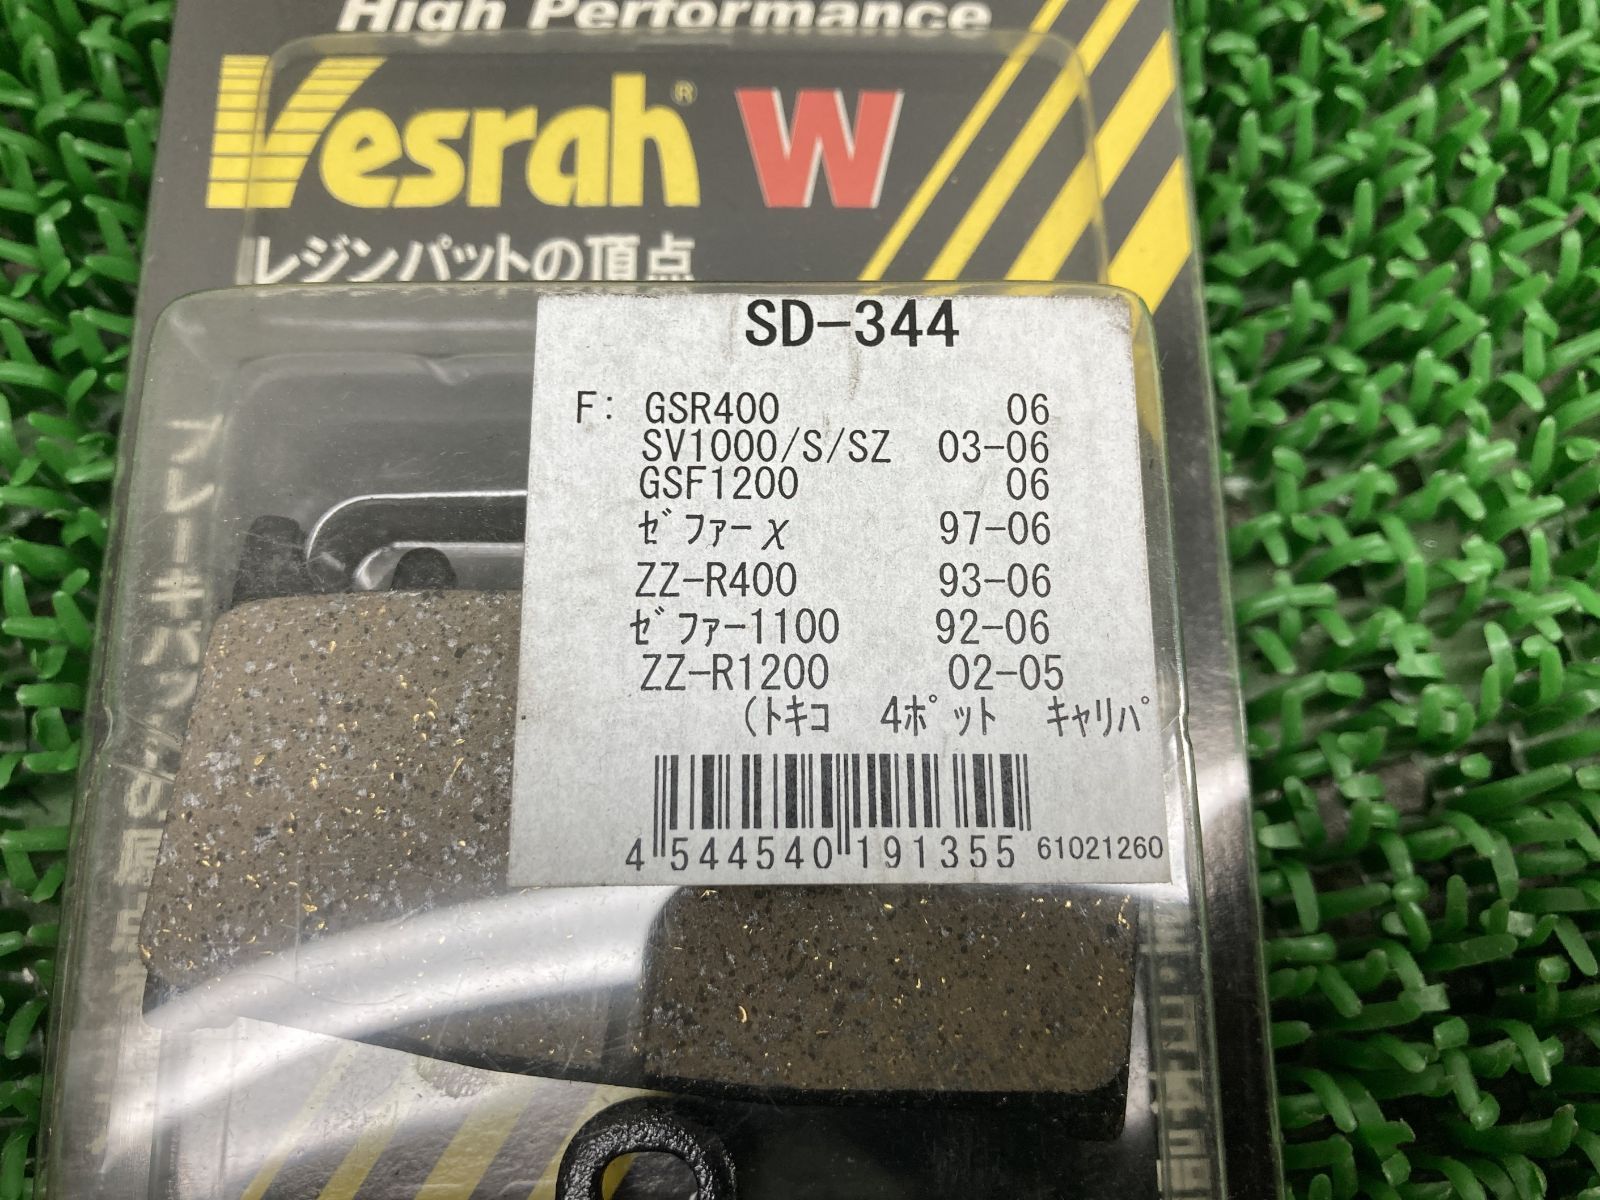 High Performance
Vesrah® W
レジンパットの頂点
SD-344
F: GSR400 06
SV1000/S/SZ 03-06
GSF1200 06
ｾﾞﾌｧｰχ 97-06
ZZ-R400 93-06
ｾﾞﾌｧｰ1100 92-06
ZZ-R1200 02-05
(ﾄｷｺ 4ﾎﾟｯﾄ ｷｬﾘﾊﾟ
4 544540 191355 61021260